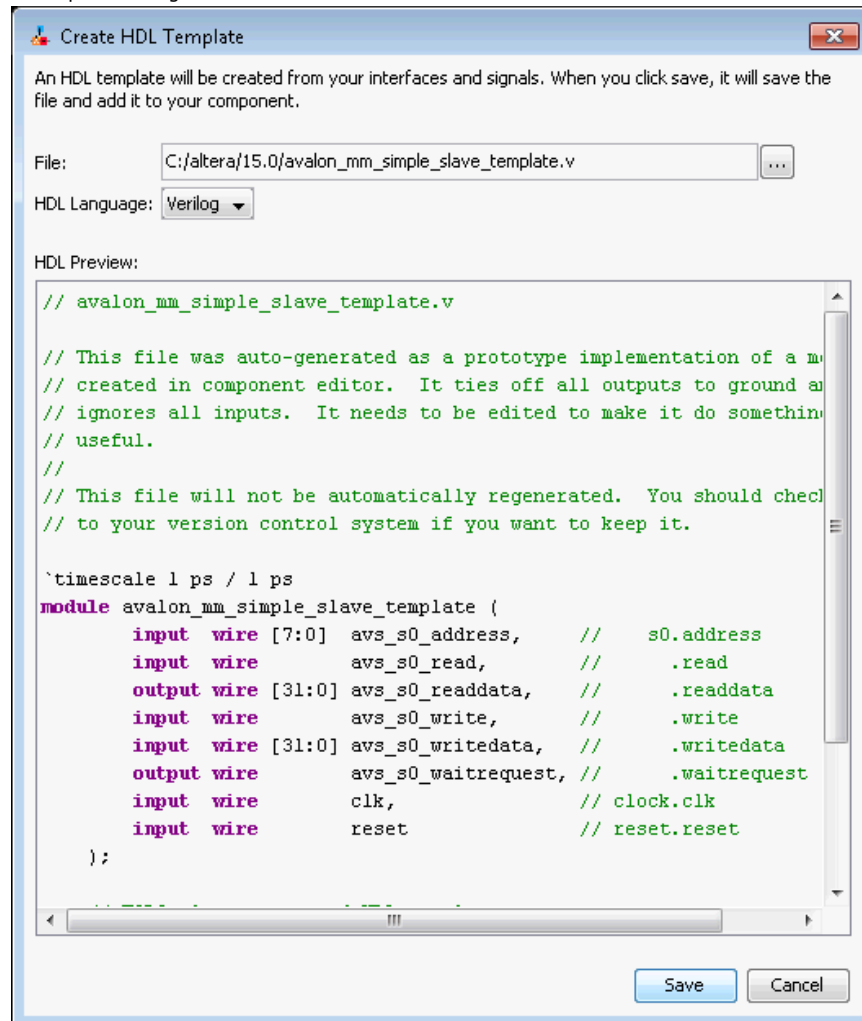 Create HDL Template
An HDL template will be created from your interfaces and signals. When you click save, it will save the
file and add it to your component.
File: C:/altera/15.0/avalon_mm_simple_slave_template.v ...
HDL Language: Verilog
HDL Preview:
// avalon_mm_simple_slave_template.v
// This file was auto-generated as a prototype implementation of a m
// created in component editor.  It ties off all outputs to ground a
// ignores all inputs.  It needs to be edited to make it do somethin
// useful.
//
// This file will not be automatically regenerated.  You should chec
// to your version control system if you want to keep it.
`timescale 1 ps / 1 ps
module avalon_mm_simple_slave_template (
input  wire [7:0]  avs_s0_address,     //    s0.address
input  wire        avs_s0_read,        //      .read
output wire [31:0] avs_s0_readdata,    //      .readdata
input  wire        avs_s0_write,       //      .write
input  wire [31:0] avs_s0_writedata,   //      .writedata
output wire        avs_s0_waitrequest, //      .waitrequest
input  wire        clk,                // clock.clk
input  wire        reset               // reset.reset
);
Save Cancel